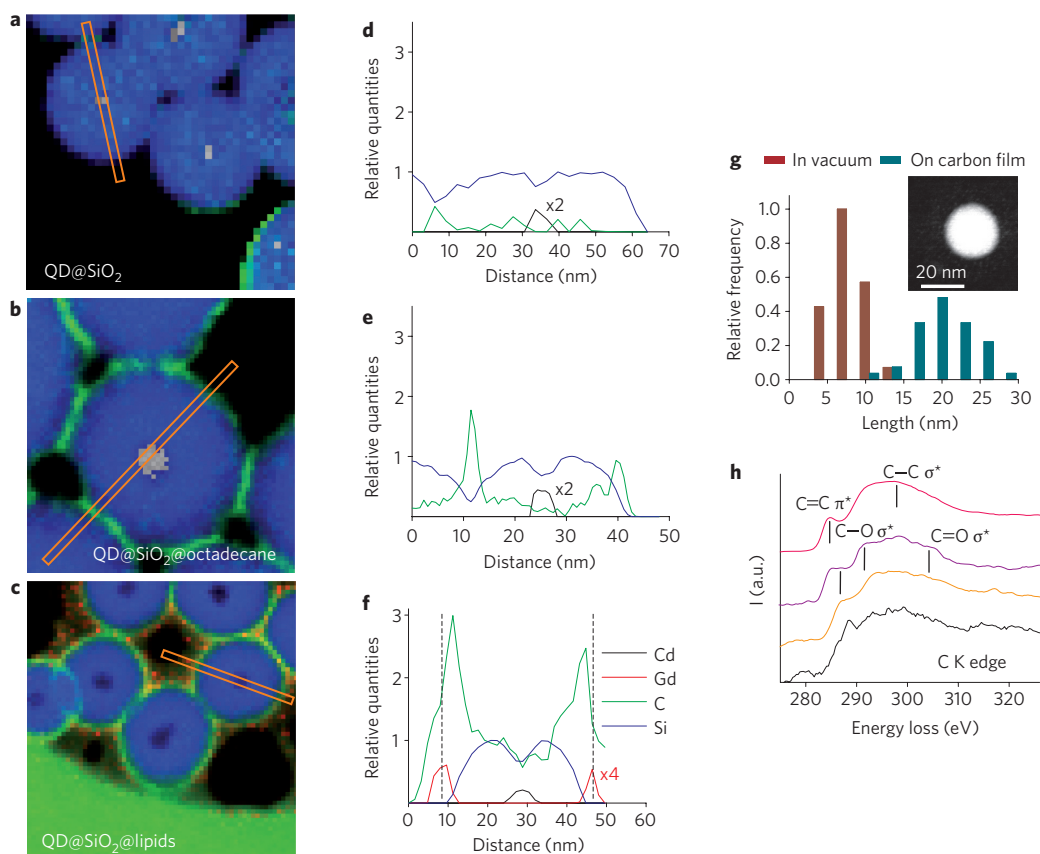 a
QD@SiO₂
b
QD@SiO₂@octadecane
c
QD@SiO₂@lipids
d
Relative quantities
3
2
1
×2
0 10 20 30 40 50 60 70
Distance (nm)
e
Relative quantities
3
2
1
×2
0 10 20 30 40 50
Distance (nm)
f
Relative quantities
3
2
1
Cd
Gd
C
Si
×4
0 10 20 30 40 50 60
Distance (nm)
g In vacuum On carbon film
Relative frequency
1.0
0.8
0.6
0.4
0.2
0.0
20 nm
0 5 10 15 20 25 30
Length (nm)
h
I (a.u.)
C–C σ*
C=C π*
C–O σ*
C=O σ*
C K edge
280 290 300 310 320
Energy loss (eV)